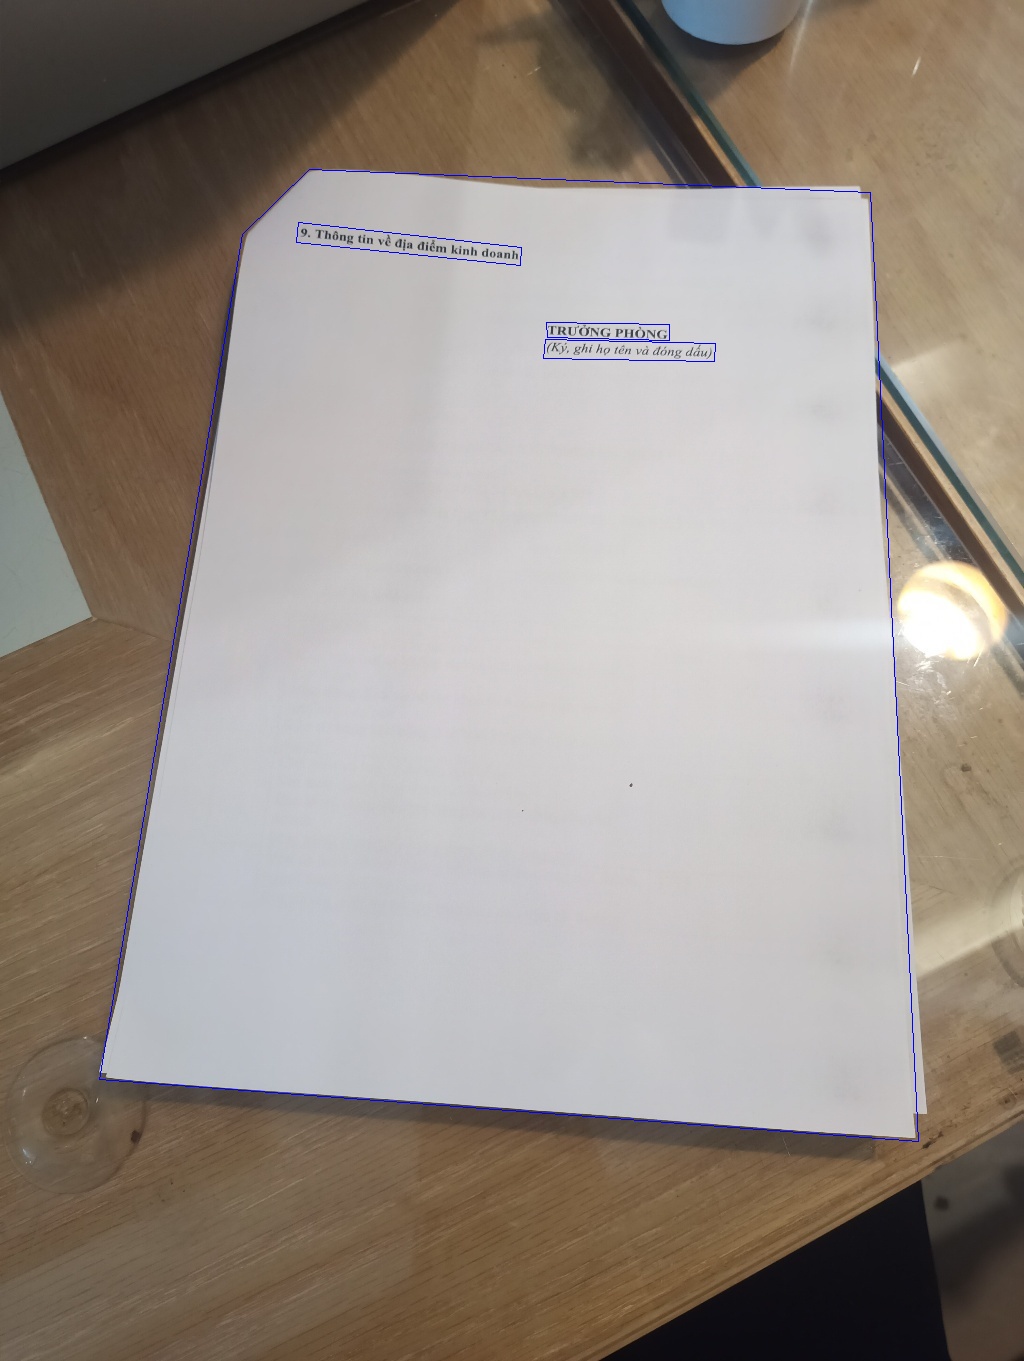 9. Thông tin về địa điểm kinh doanh
TRƯỞNG PHÒNG
(Ký, ghi họ tên và đóng dấu)